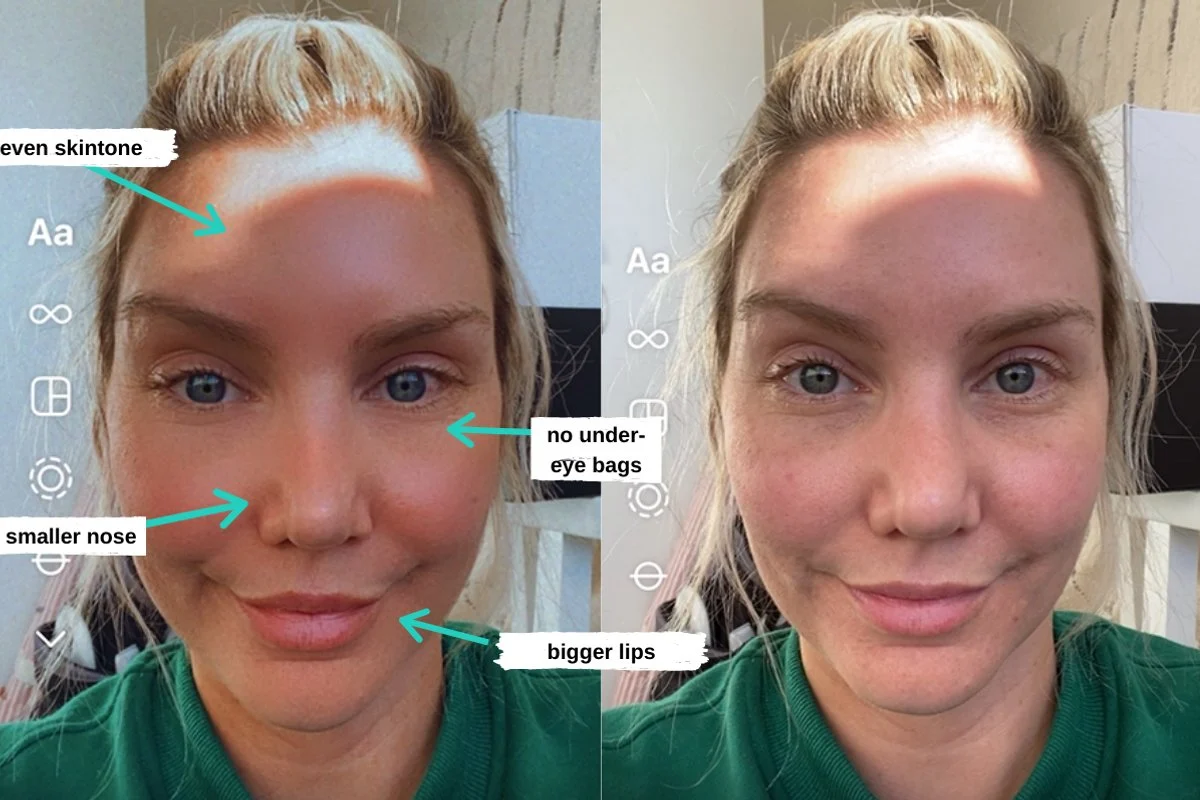 even skintone
Aa
Aa
no under-
eye bags
smaller nose
bigger lips